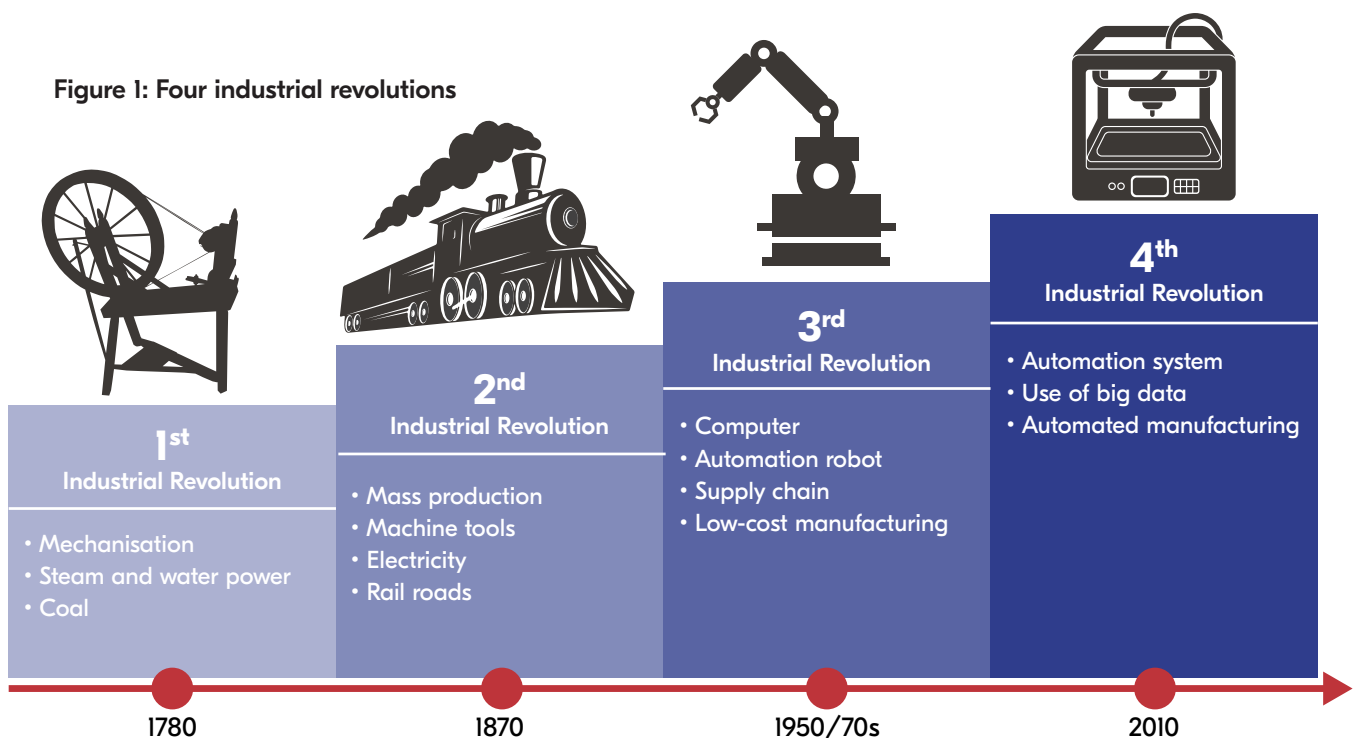 Figure 1: Four industrial revolutions
1st
Industrial Revolution
• Mechanisation
• Steam and water power
• Coal
2nd
Industrial Revolution
• Mass production
• Machine tools
• Electricity
• Rail roads
3rd
Industrial Revolution
• Computer
• Automation robot
• Supply chain
• Low-cost manufacturing
4th
Industrial Revolution
• Automation system
• Use of big data
• Automated manufacturing
1780
1870
1950/70s
2010